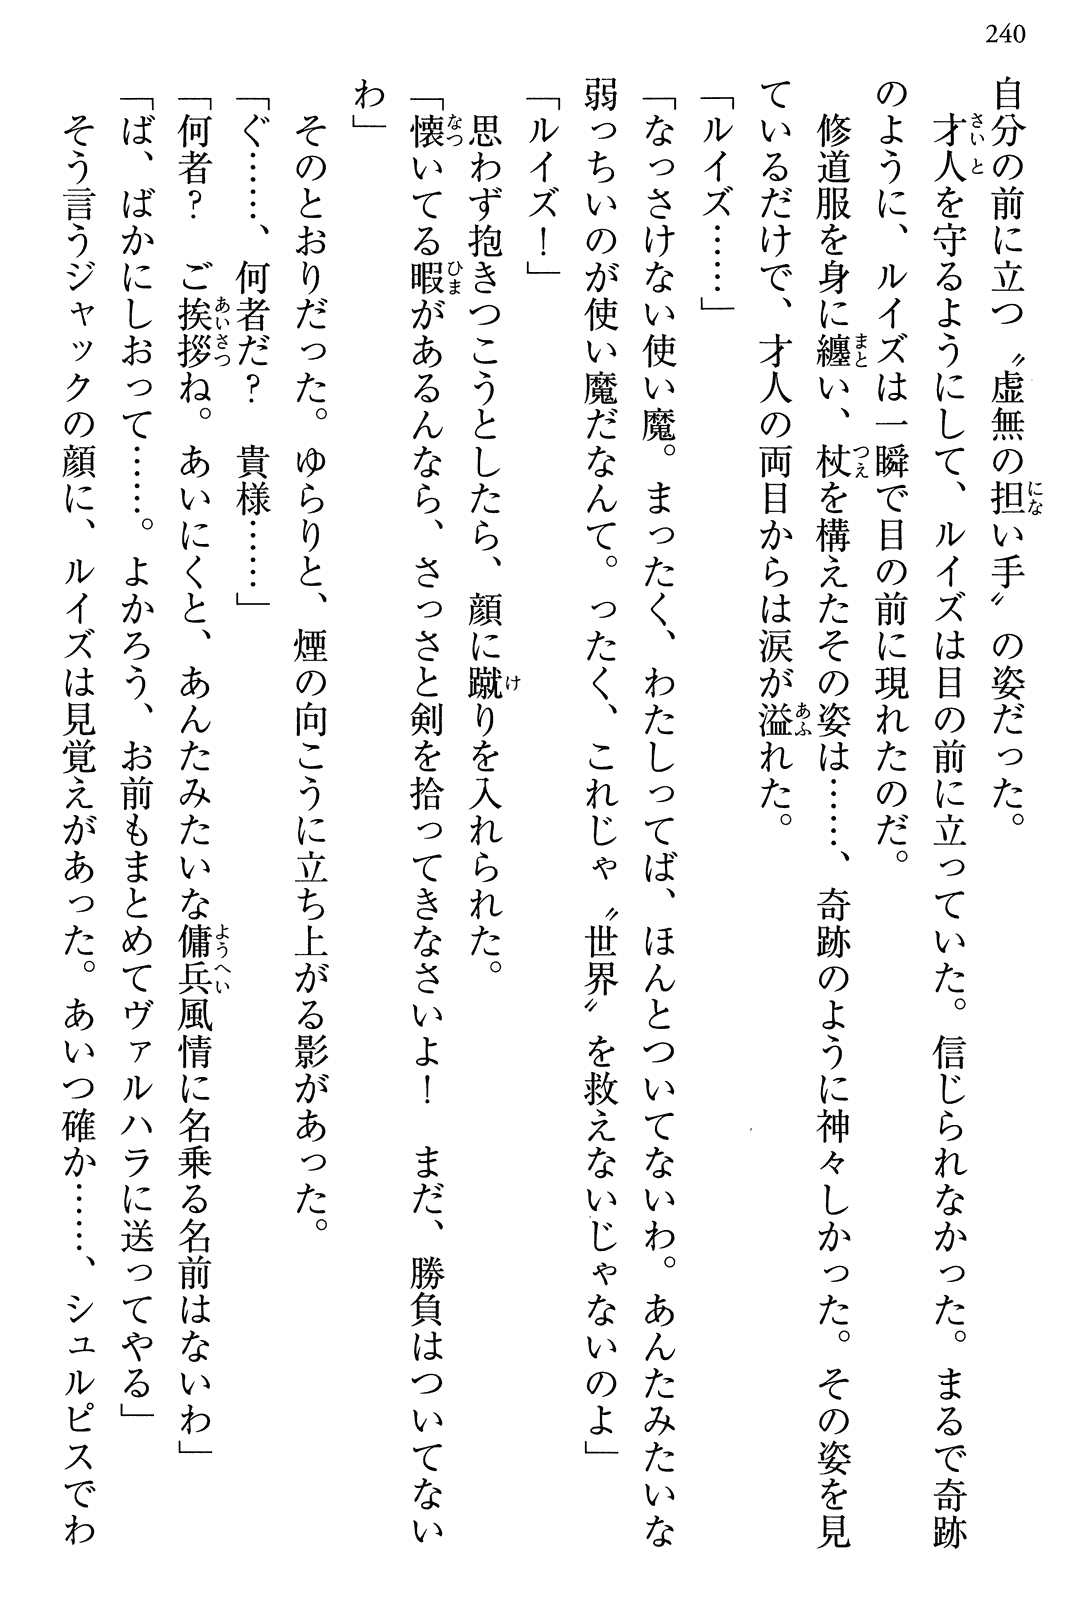 240
自分の前に立つ〝虚無の担い手〟の姿だった。
　才人を守るようにして、ルイズは目の前に立っていた。信じられなかった。まるで奇跡
のように、ルイズは一瞬で目の前に現れたのだ。
　修道服を身に纏い、杖を構えたその姿は……、奇跡のように神々しかった。その姿を見
ているだけで、才人の両目からは涙が溢れた。
「ルイズ……」
「なっさけない使い魔。まったく、わたしってば、ほんとついてないわ。あんたみたいな
弱っちいのが使い魔だなんて。ったく、これじゃ〝世界〟を救えないじゃないのよ」
「ルイズ！」
　思わず抱きつこうとしたら、顔に蹴りを入れられた。
「懐いてる暇があるんなら、さっさと剣を拾ってきなさいよ！　まだ、勝負はついてない
わ」
　そのとおりだった。ゆらりと、煙の向こうに立ち上がる影があった。
「ぐ……、何者だ？　貴様……」
「何者？　ご挨拶ね。あいにくと、あんたみたいな傭兵風情に名乗る名前はないわ」
「ば、ばかにしおって……。よかろう、お前もまとめてヴァルハラに送ってやる」
　そう言うジャックの顔に、ルイズは見覚えがあった。あいつ確か……、シュルピスでわ